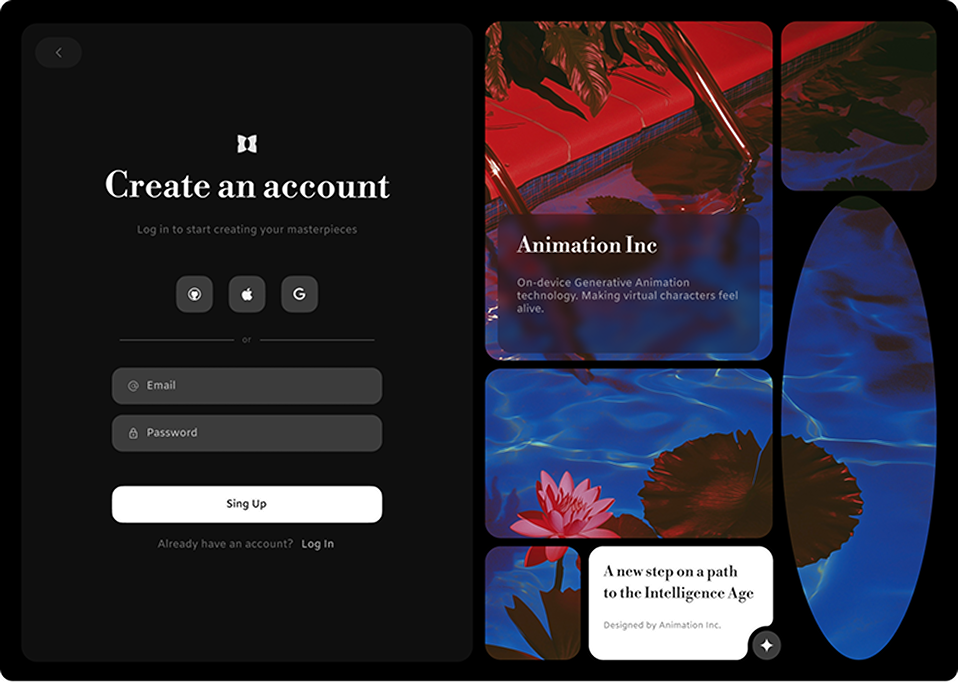 Create an account
Log in to start creating your masterpieces
or
Email
Password
Sing Up
Already have an account? Log In
Animation Inc
On-device Generative Animation
technology. Making virtual characters feel
alive.
A new step on a path
to the Intelligence Age
Designed by Animation Inc.